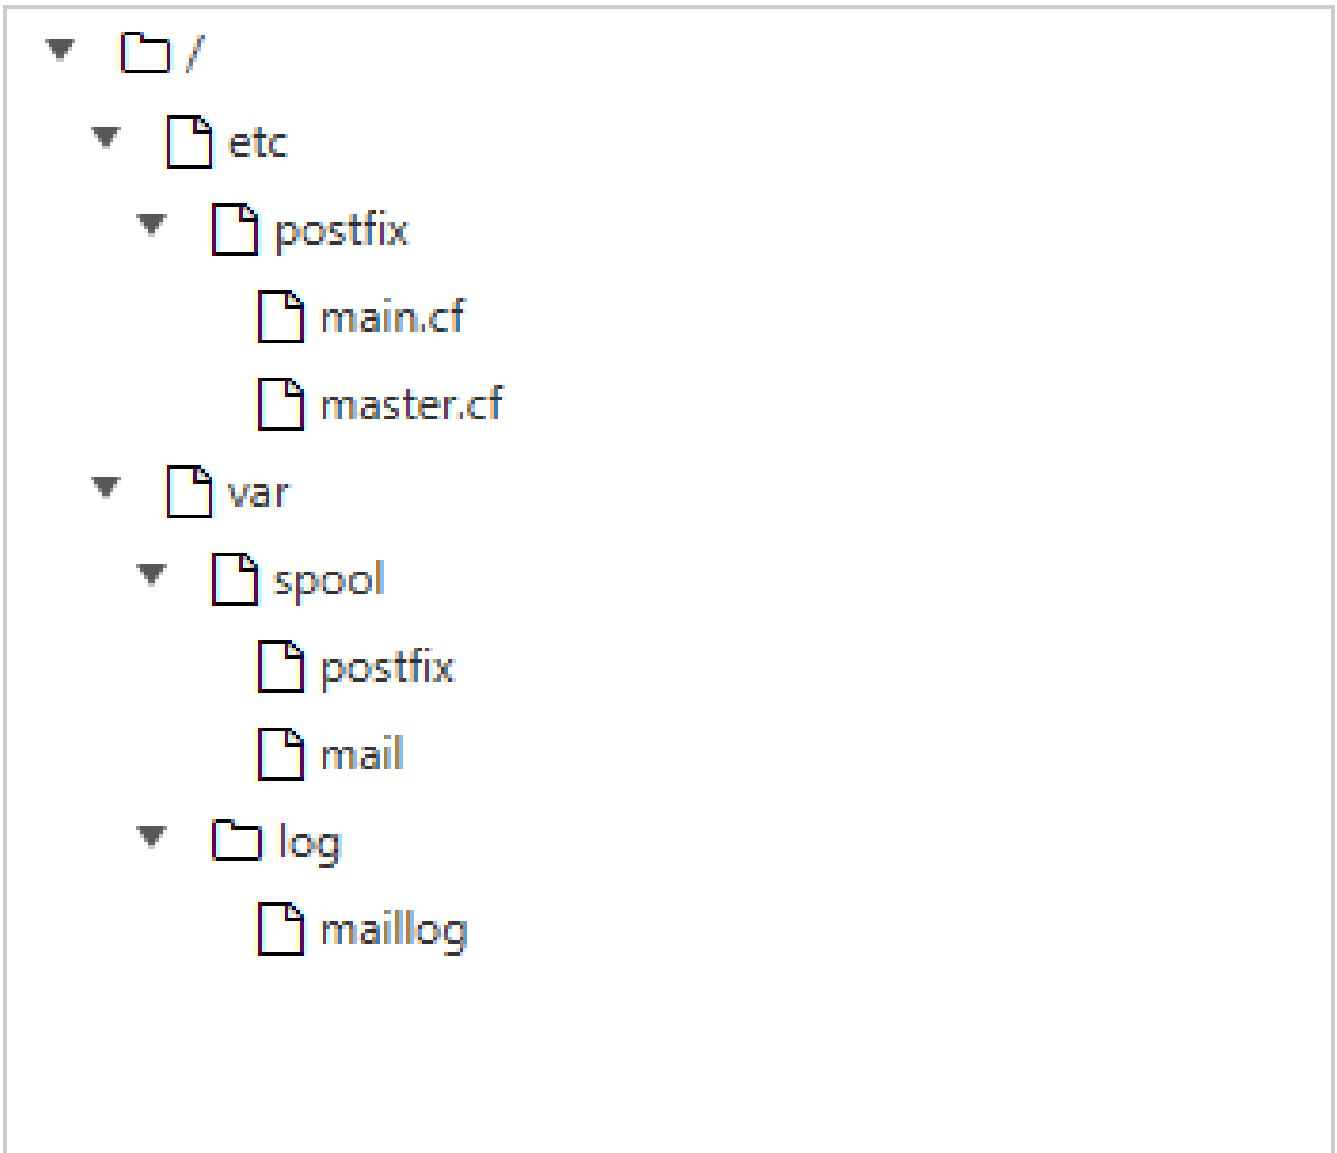 /
etc
postfix
main.cf
master.cf
var
spool
postfix
mail
log
maillog